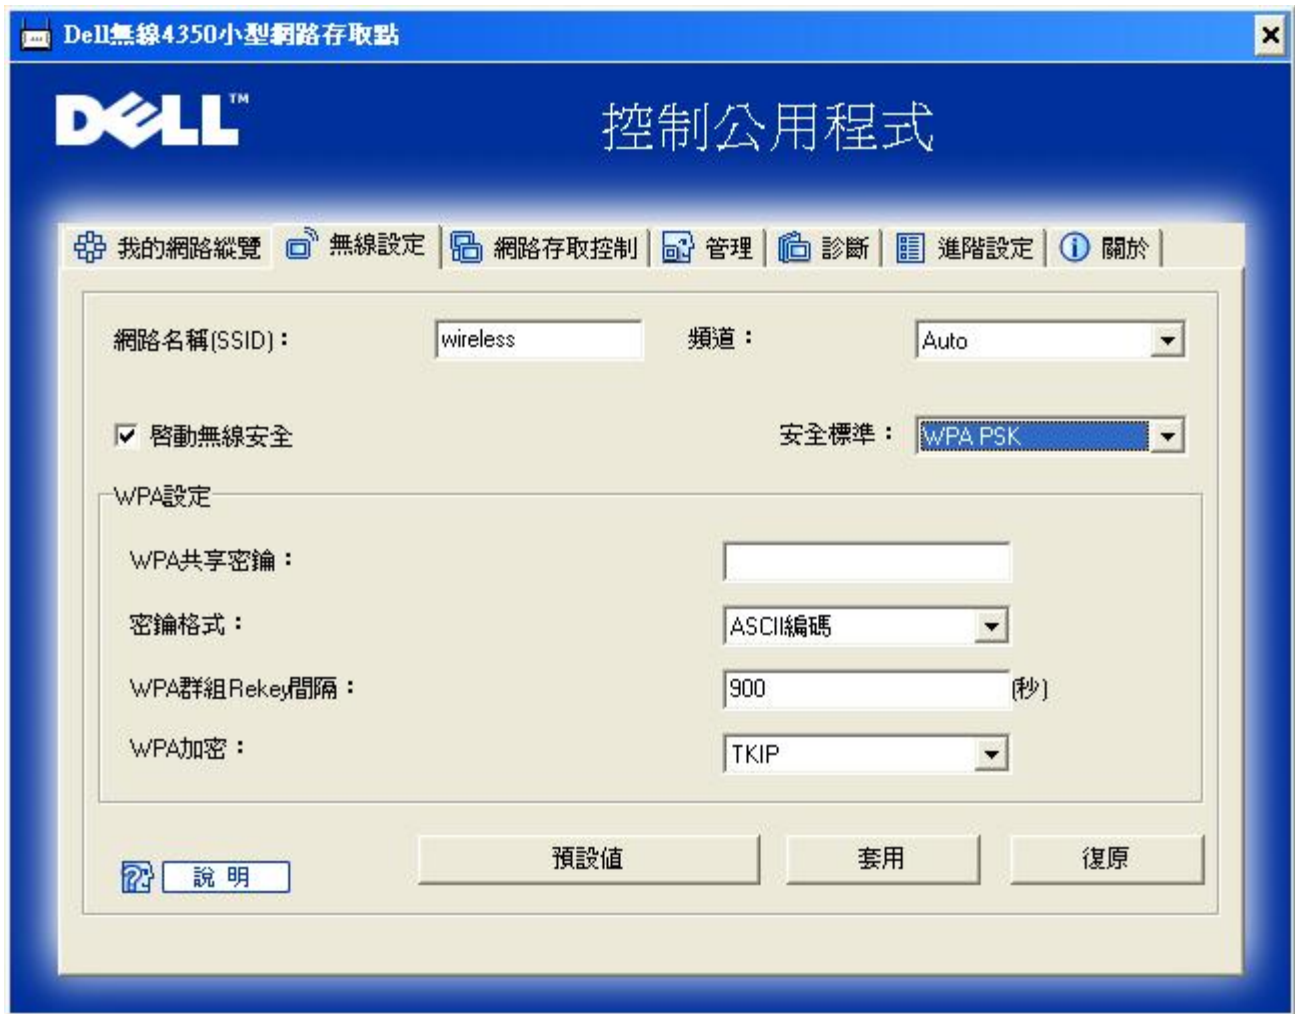 Dell無線4350小型網路存取點
DELL™
控制公用程式
我的網路縱覽 無線設定 網路存取控制 管理 診斷 進階設定 關於
網路名稱(SSID)： wireless 頻道： Auto
啓動無線安全 安全標準： WPA PSK
WPA設定
WPA共享密鑰：
密鑰格式： ASCII編碼
WPA群組Rekey間隔： 900 (秒)
WPA加密： TKIP
說明 預設值 套用 復原